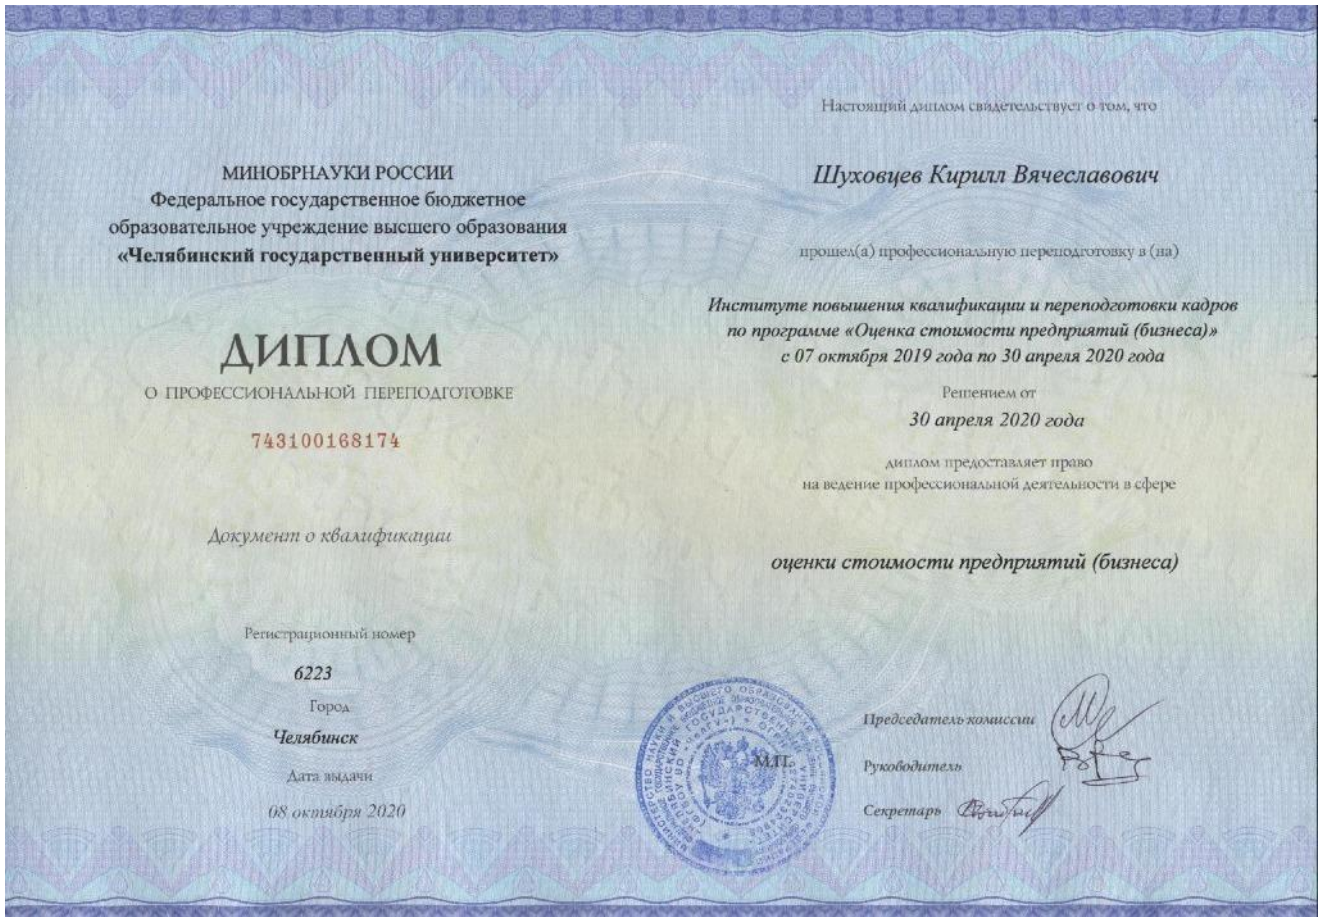 МИНОБРНАУКИ РОССИИ
Федеральное государственное бюджетное
образовательное учреждение высшего образования
«Челябинский государственный университет»
ДИПЛОМ
О ПРОФЕССИОНАЛЬНОЙ ПЕРЕПОДГОТОВКЕ
743100168174
Документ о квалификации
Регистрационный номер
6223
Город
Челябинск
Дата выдачи
08 октября 2020
Настоящий диплом свидетельствует о том, что
Шуховцев Кирилл Вячеславович
прошел(а) профессиональную переподготовку в (на)
Институте повышения квалификации и переподготовки кадров
по программе «Оценка стоимости предприятий (бизнеса)»
с 07 октября 2019 года по 30 апреля 2020 года
Решением от
30 апреля 2020 года
диплом предоставляет право
на ведение профессиональной деятельности в сфере
оценки стоимости предприятий (бизнеса)
М.П.
Председатель комиссии
Руководитель
Секретарь